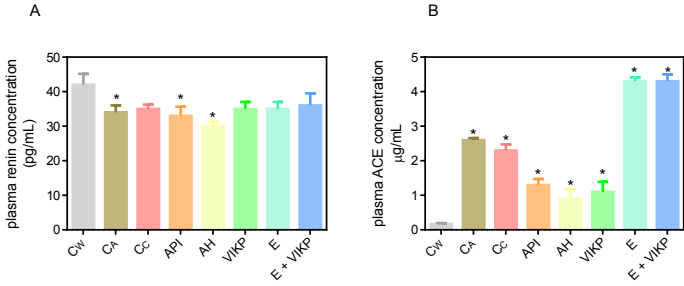 A
B
plasma renin concentration
(pg/mL)
50
40
30
20
10
0
* * *
Cw
CA
Cc
API
AH
VIKP
E
E + VIKP
plasma ACE concentration
µg/mL
5
4
3
2
1
0
* * * * * * *
Cw
CA
Cc
API
AH
VIKP
E
E + VIKP